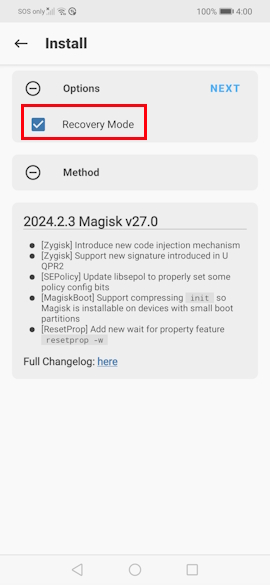 SOS only 100% 4:00
Install
Options NEXT
Recovery Mode
Method
2024.2.3 Magisk v27.0
[Zygisk] Introduce new code injection mechanism
[Zygisk] Support new signature introduced in U
QPR2
[SEPolicy] Update libsepol to properly set some
policy config bits
[MagiskBoot] Support compressing init so
Magisk is installable on devices with small boot
partitions
[ResetProp] Add new wait for property feature
resetprop -w
Full Changelog: here